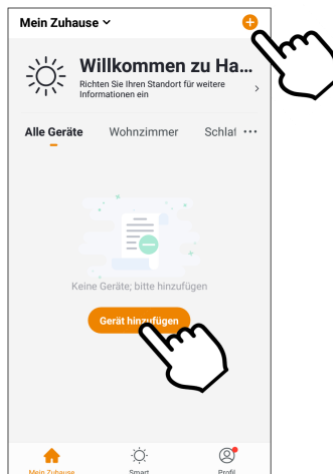 Mein Zuhause
Willkommen zu Ha...
Richten Sie Ihren Standort für weitere
Informationen ein
Alle Geräte Wohnzimmer Schlaf ...
Keine Geräte, bitte hinzufügen
Gerät hinzufügen
Mein Zuhause Smart Profil